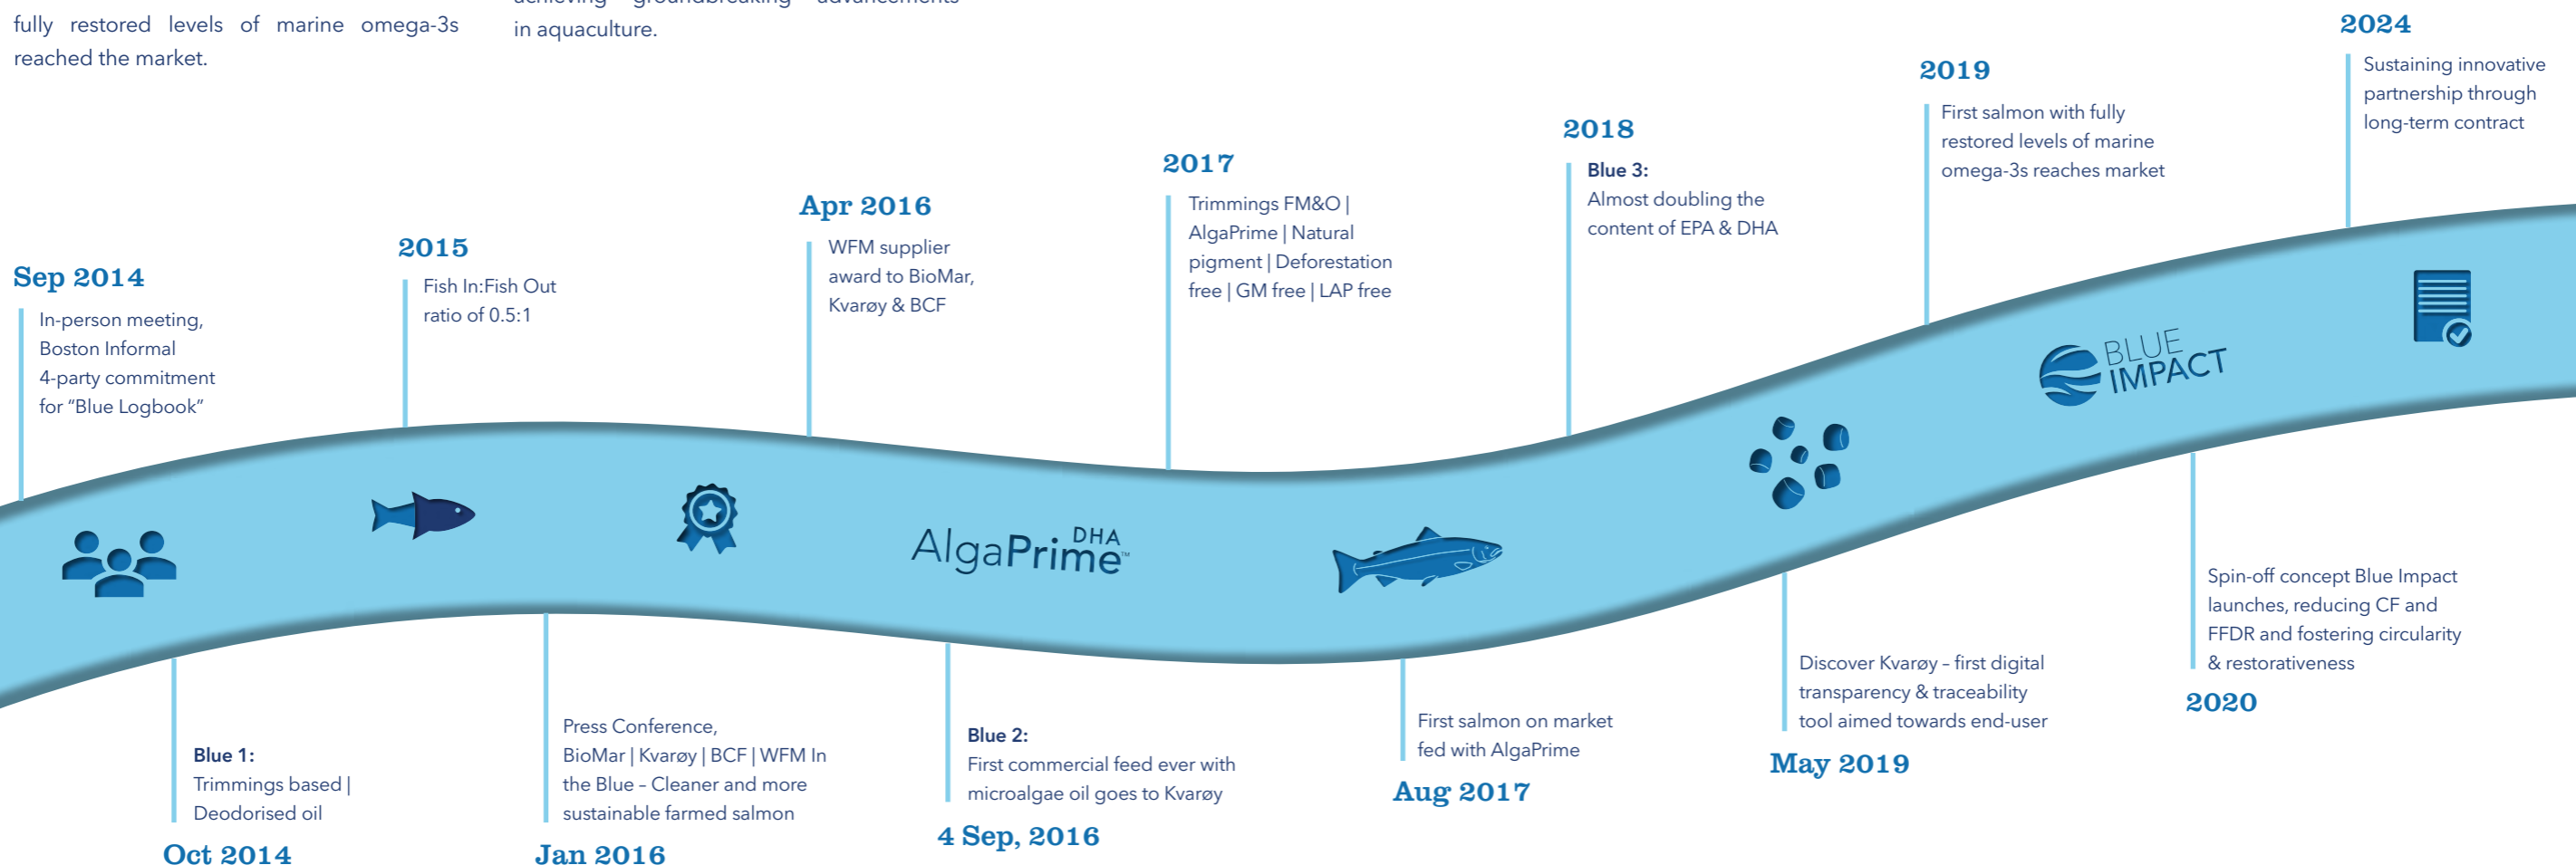 fully restored levels of marine omega-3s
reached the market.
achieving groundbreaking advancements
in aquaculture.
Sep 2014
In-person meeting,
Boston Informal
4-party commitment
for “Blue Logbook”
Blue 1:
Trimmings based |
Deodorised oil
Oct 2014
2015
Fish In:Fish Out
ratio of 0.5:1
Press Conference,
BioMar | Kvarøy | BCF | WFM In
the Blue – Cleaner and more
sustainable farmed salmon
Jan 2016
Apr 2016
WFM supplier
award to BioMar,
Kvarøy & BCF
AlgaPrime DHA™
Blue 2:
First commercial feed ever with
microalgae oil goes to Kvarøy
4 Sep, 2016
2017
Trimmings FM&O |
AlgaPrime | Natural
pigment | Deforestation
free | GM free | LAP free
First salmon on market
fed with AlgaPrime
Aug 2017
2018
Blue 3:
Almost doubling the
content of EPA & DHA
Discover Kvarøy – first digital
transparency & traceability
tool aimed towards end-user
May 2019
2019
First salmon with fully
restored levels of marine
omega-3s reaches market
BLUE
IMPACT
Spin-off concept Blue Impact
launches, reducing CF and
FFDR and fostering circularity
& restorativeness
2020
2024
Sustaining innovative
partnership through
long-term contract